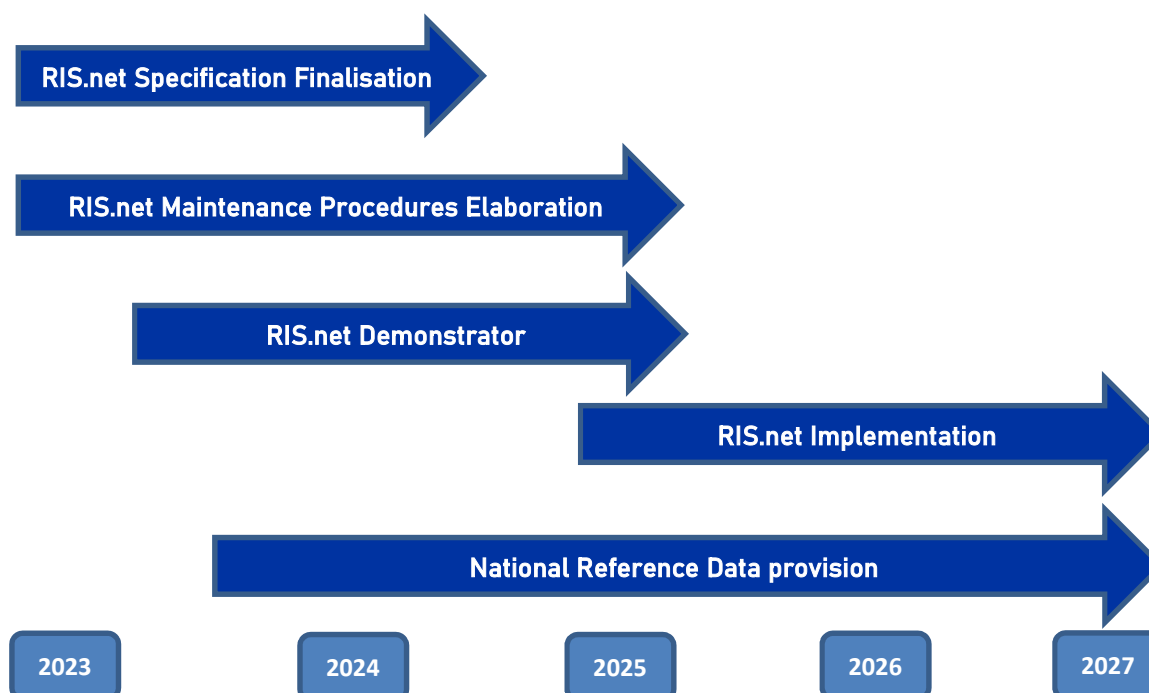 RIS.net Specification Finalisation
RIS.net Maintenance Procedures Elaboration
RIS.net Demonstrator
RIS.net Implementation
National Reference Data provision
2023
2024
2025
2026
2027